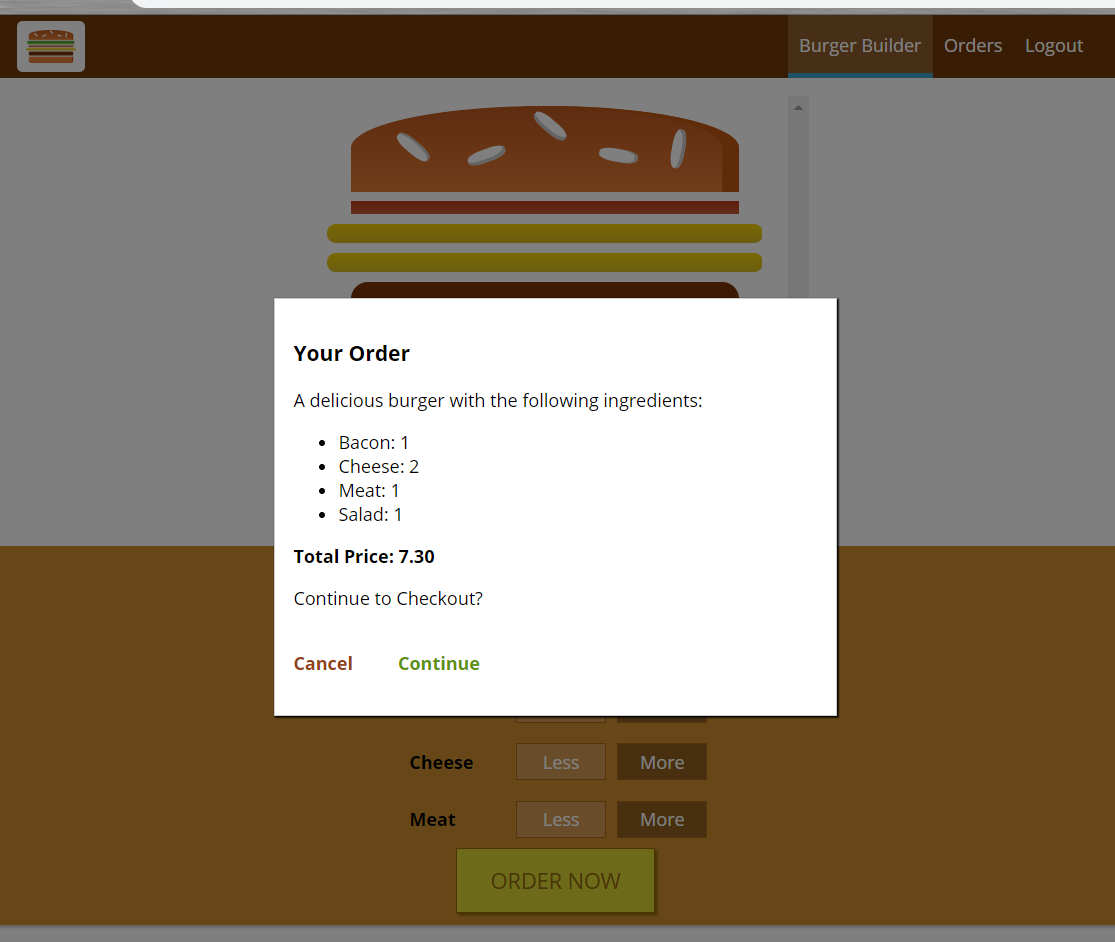 Burger Builder Orders Logout
Your Order
A delicious burger with the following ingredients:
Bacon: 1
Cheese: 2
Meat: 1
Salad: 1
Total Price: 7.30
Continue to Checkout?
Cancel Continue
Cheese Less More
Meat Less More
ORDER NOW